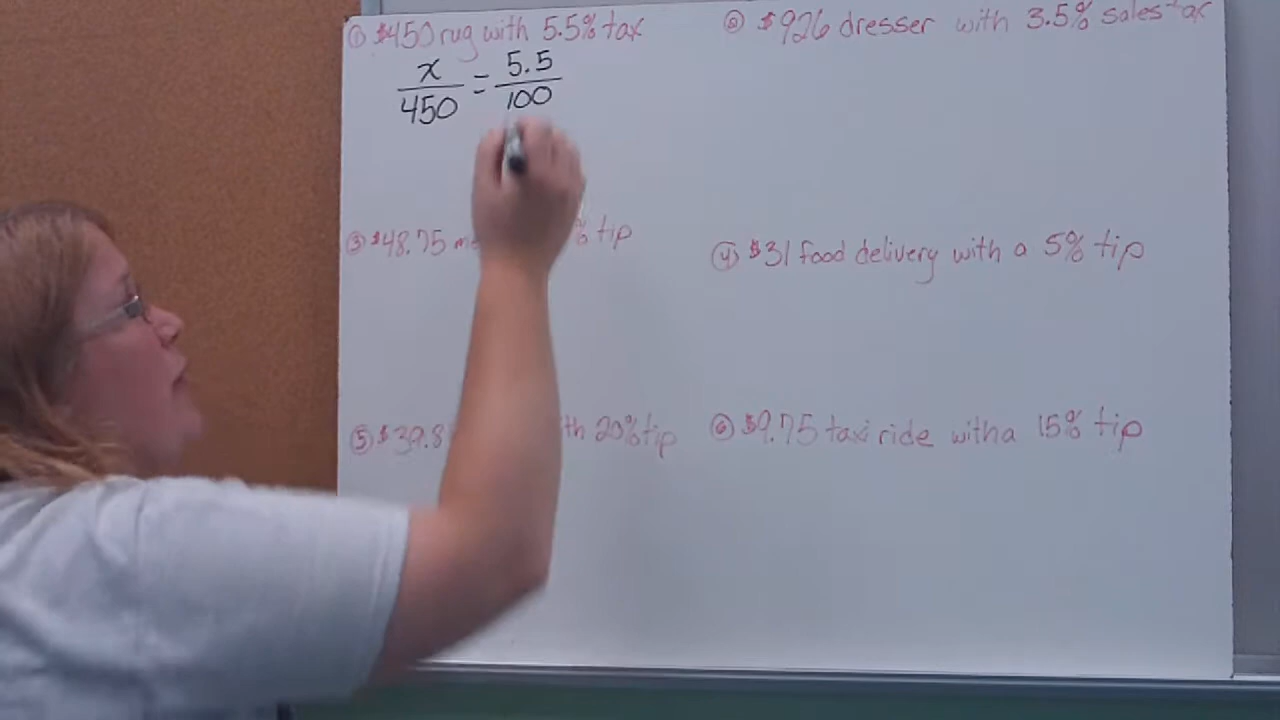 ① $450 rug with 5.5% tax
x/450 = 5.5/100
② $926 dresser with 3.5% sales tax
③ $48.75 % tip
④ $31 food delivery with a 5% tip
⑤ $39.8 20% tip
⑥ $9.75 taxi ride with a 15% tip